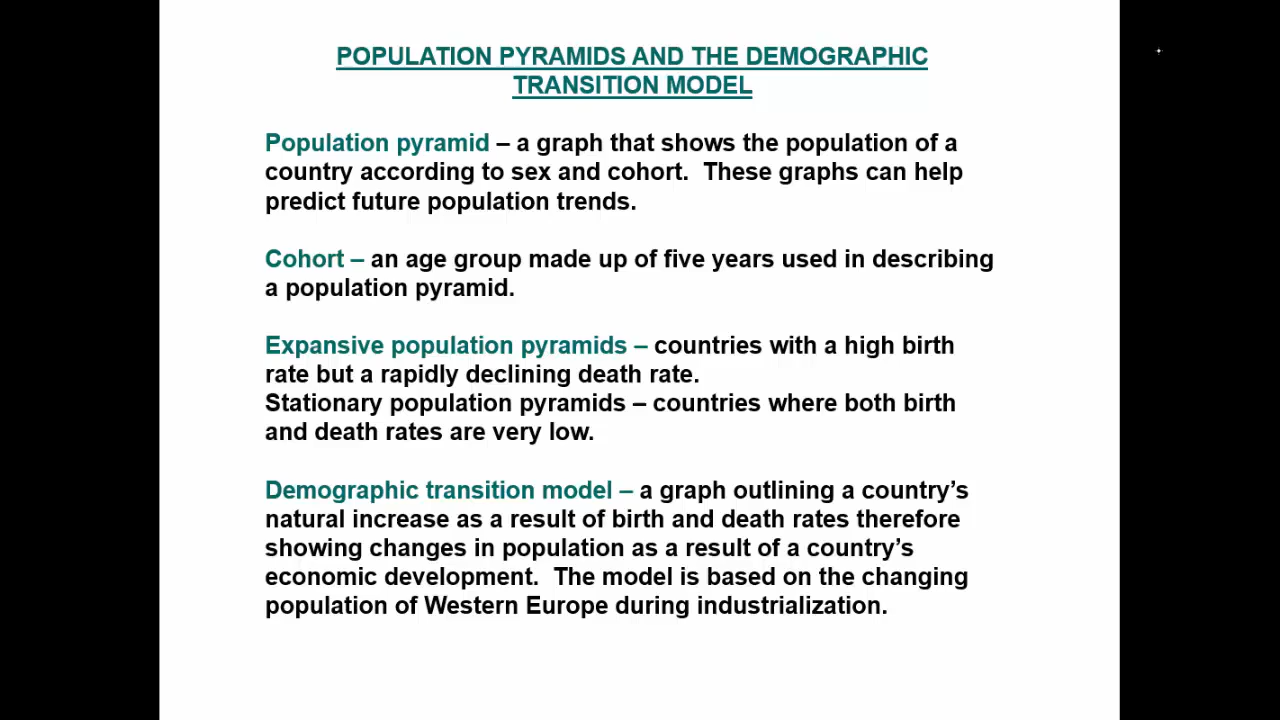 POPULATION PYRAMIDS AND THE DEMOGRAPHIC
TRANSITION MODEL
Population pyramid – a graph that shows the population of a
country according to sex and cohort.  These graphs can help
predict future population trends.
Cohort – an age group made up of five years used in describing
a population pyramid.
Expansive population pyramids – countries with a high birth
rate but a rapidly declining death rate.
Stationary population pyramids – countries where both birth
and death rates are very low.
Demographic transition model – a graph outlining a country’s
natural increase as a result of birth and death rates therefore
showing changes in population as a result of a country’s
economic development.  The model is based on the changing
population of Western Europe during industrialization.